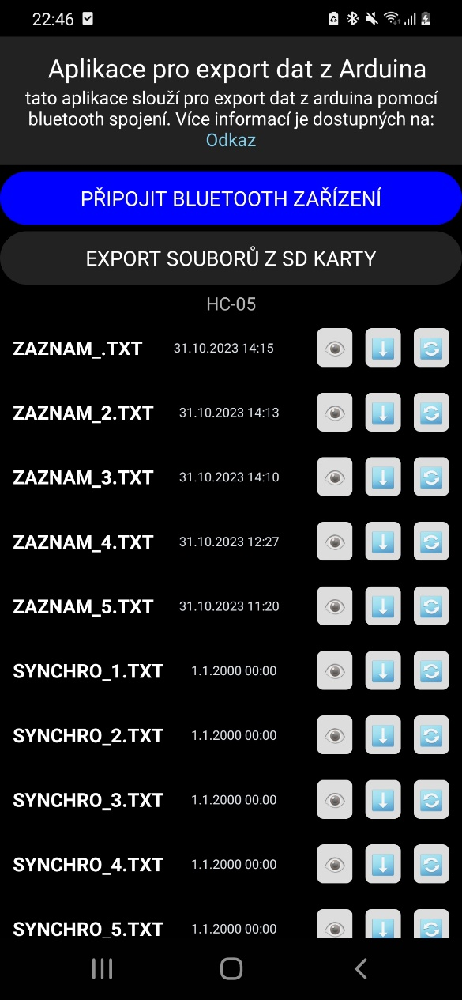 22:46
Aplikace pro export dat z Arduina
tato aplikace slouží pro export dat z arduina pomocí
bluetooth spojení. Více informací je dostupných na:
Odkaz
PŘIPOJIT BLUETOOTH ZAŘÍZENÍ
EXPORT SOUBORŮ Z SD KARTY
HC-05
ZAZNAM_.TXT 31.10.2023 14:15
ZAZNAM_2.TXT 31.10.2023 14:13
ZAZNAM_3.TXT 31.10.2023 14:10
ZAZNAM_4.TXT 31.10.2023 12:27
ZAZNAM_5.TXT 31.10.2023 11:20
SYNCHRO_1.TXT 1.1.2000 00:00
SYNCHRO_2.TXT 1.1.2000 00:00
SYNCHRO_3.TXT 1.1.2000 00:00
SYNCHRO_4.TXT 1.1.2000 00:00
SYNCHRO_5.TXT 1.1.2000 00:00